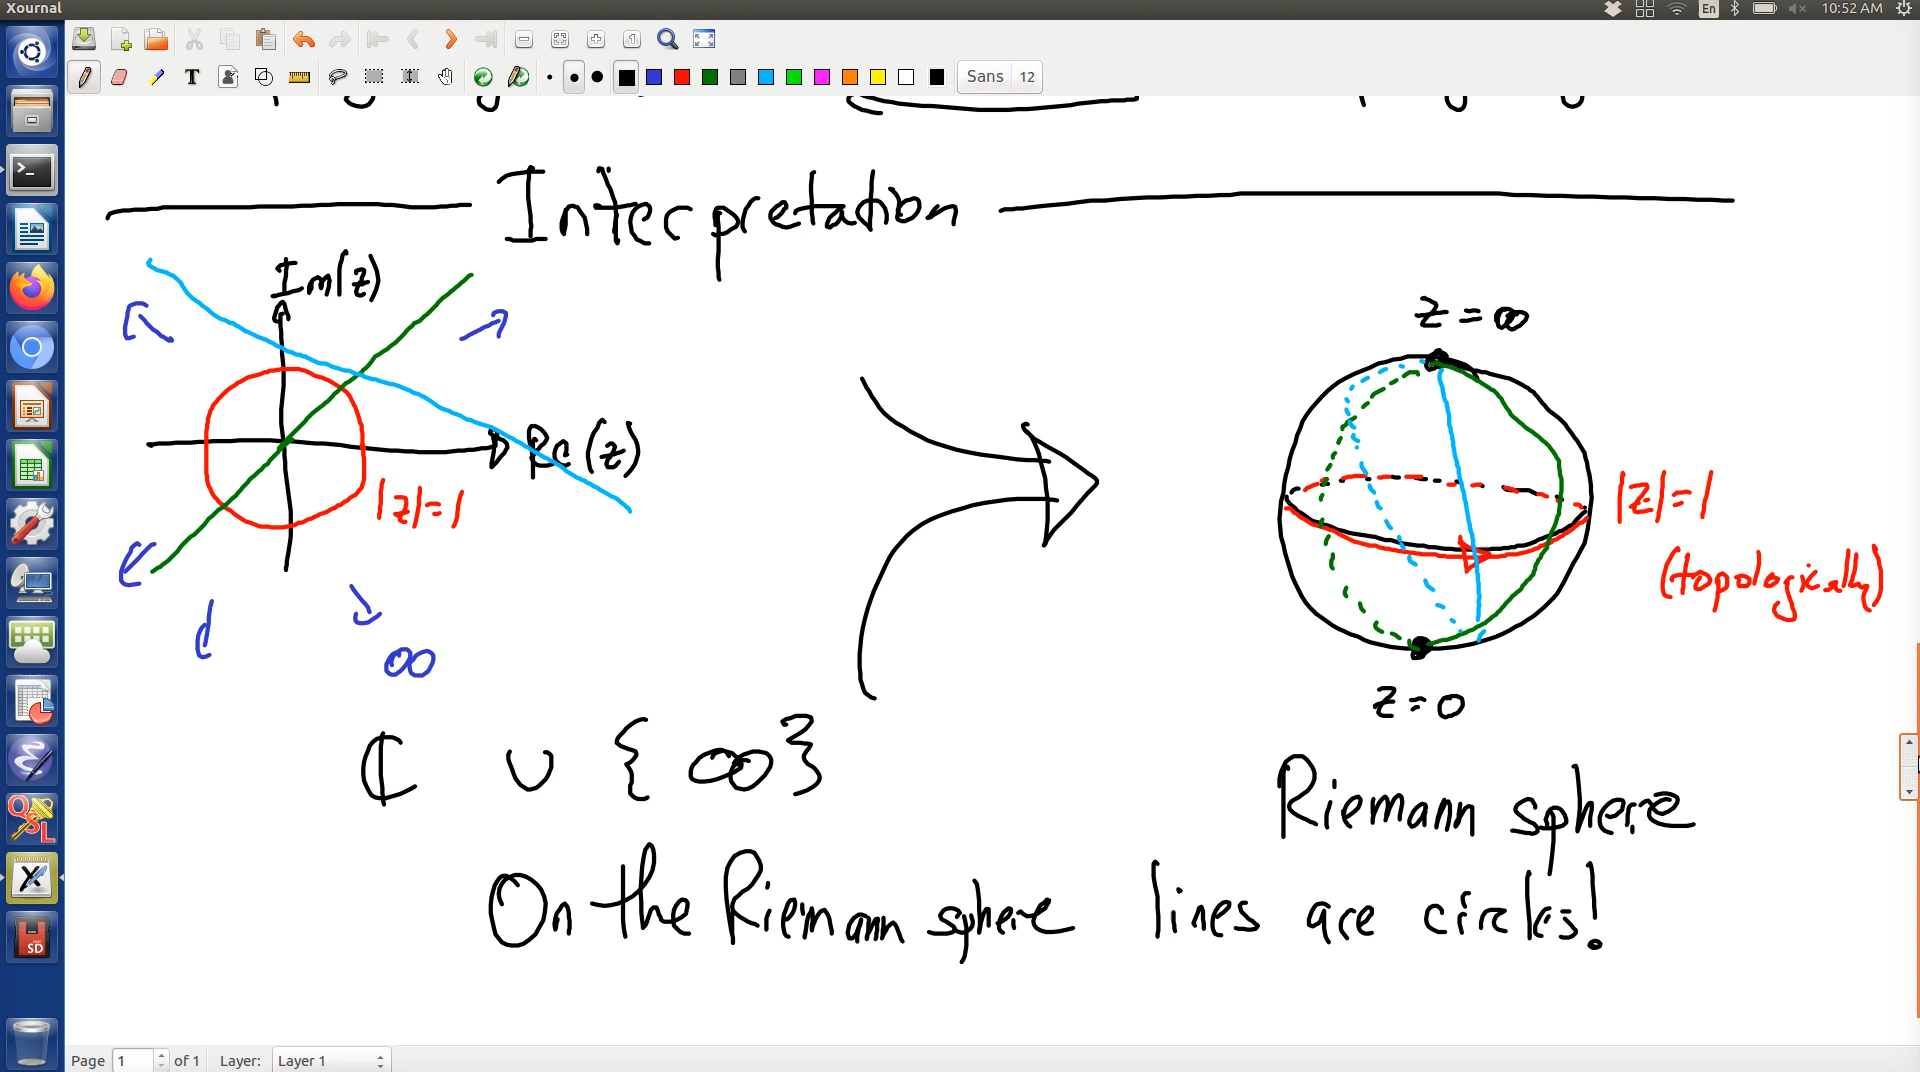 Xournal
En
10:52 AM
Sans 12
Interpretation
Im(z)
z = ∞
Re(z)
|z|=1
|z|=1
(topologically)
∞
z = 0
ℂ ∪ {∞}
Riemann sphere
On the Riemann sphere lines are circles!
Page 1 of 1 Layer: Layer 1